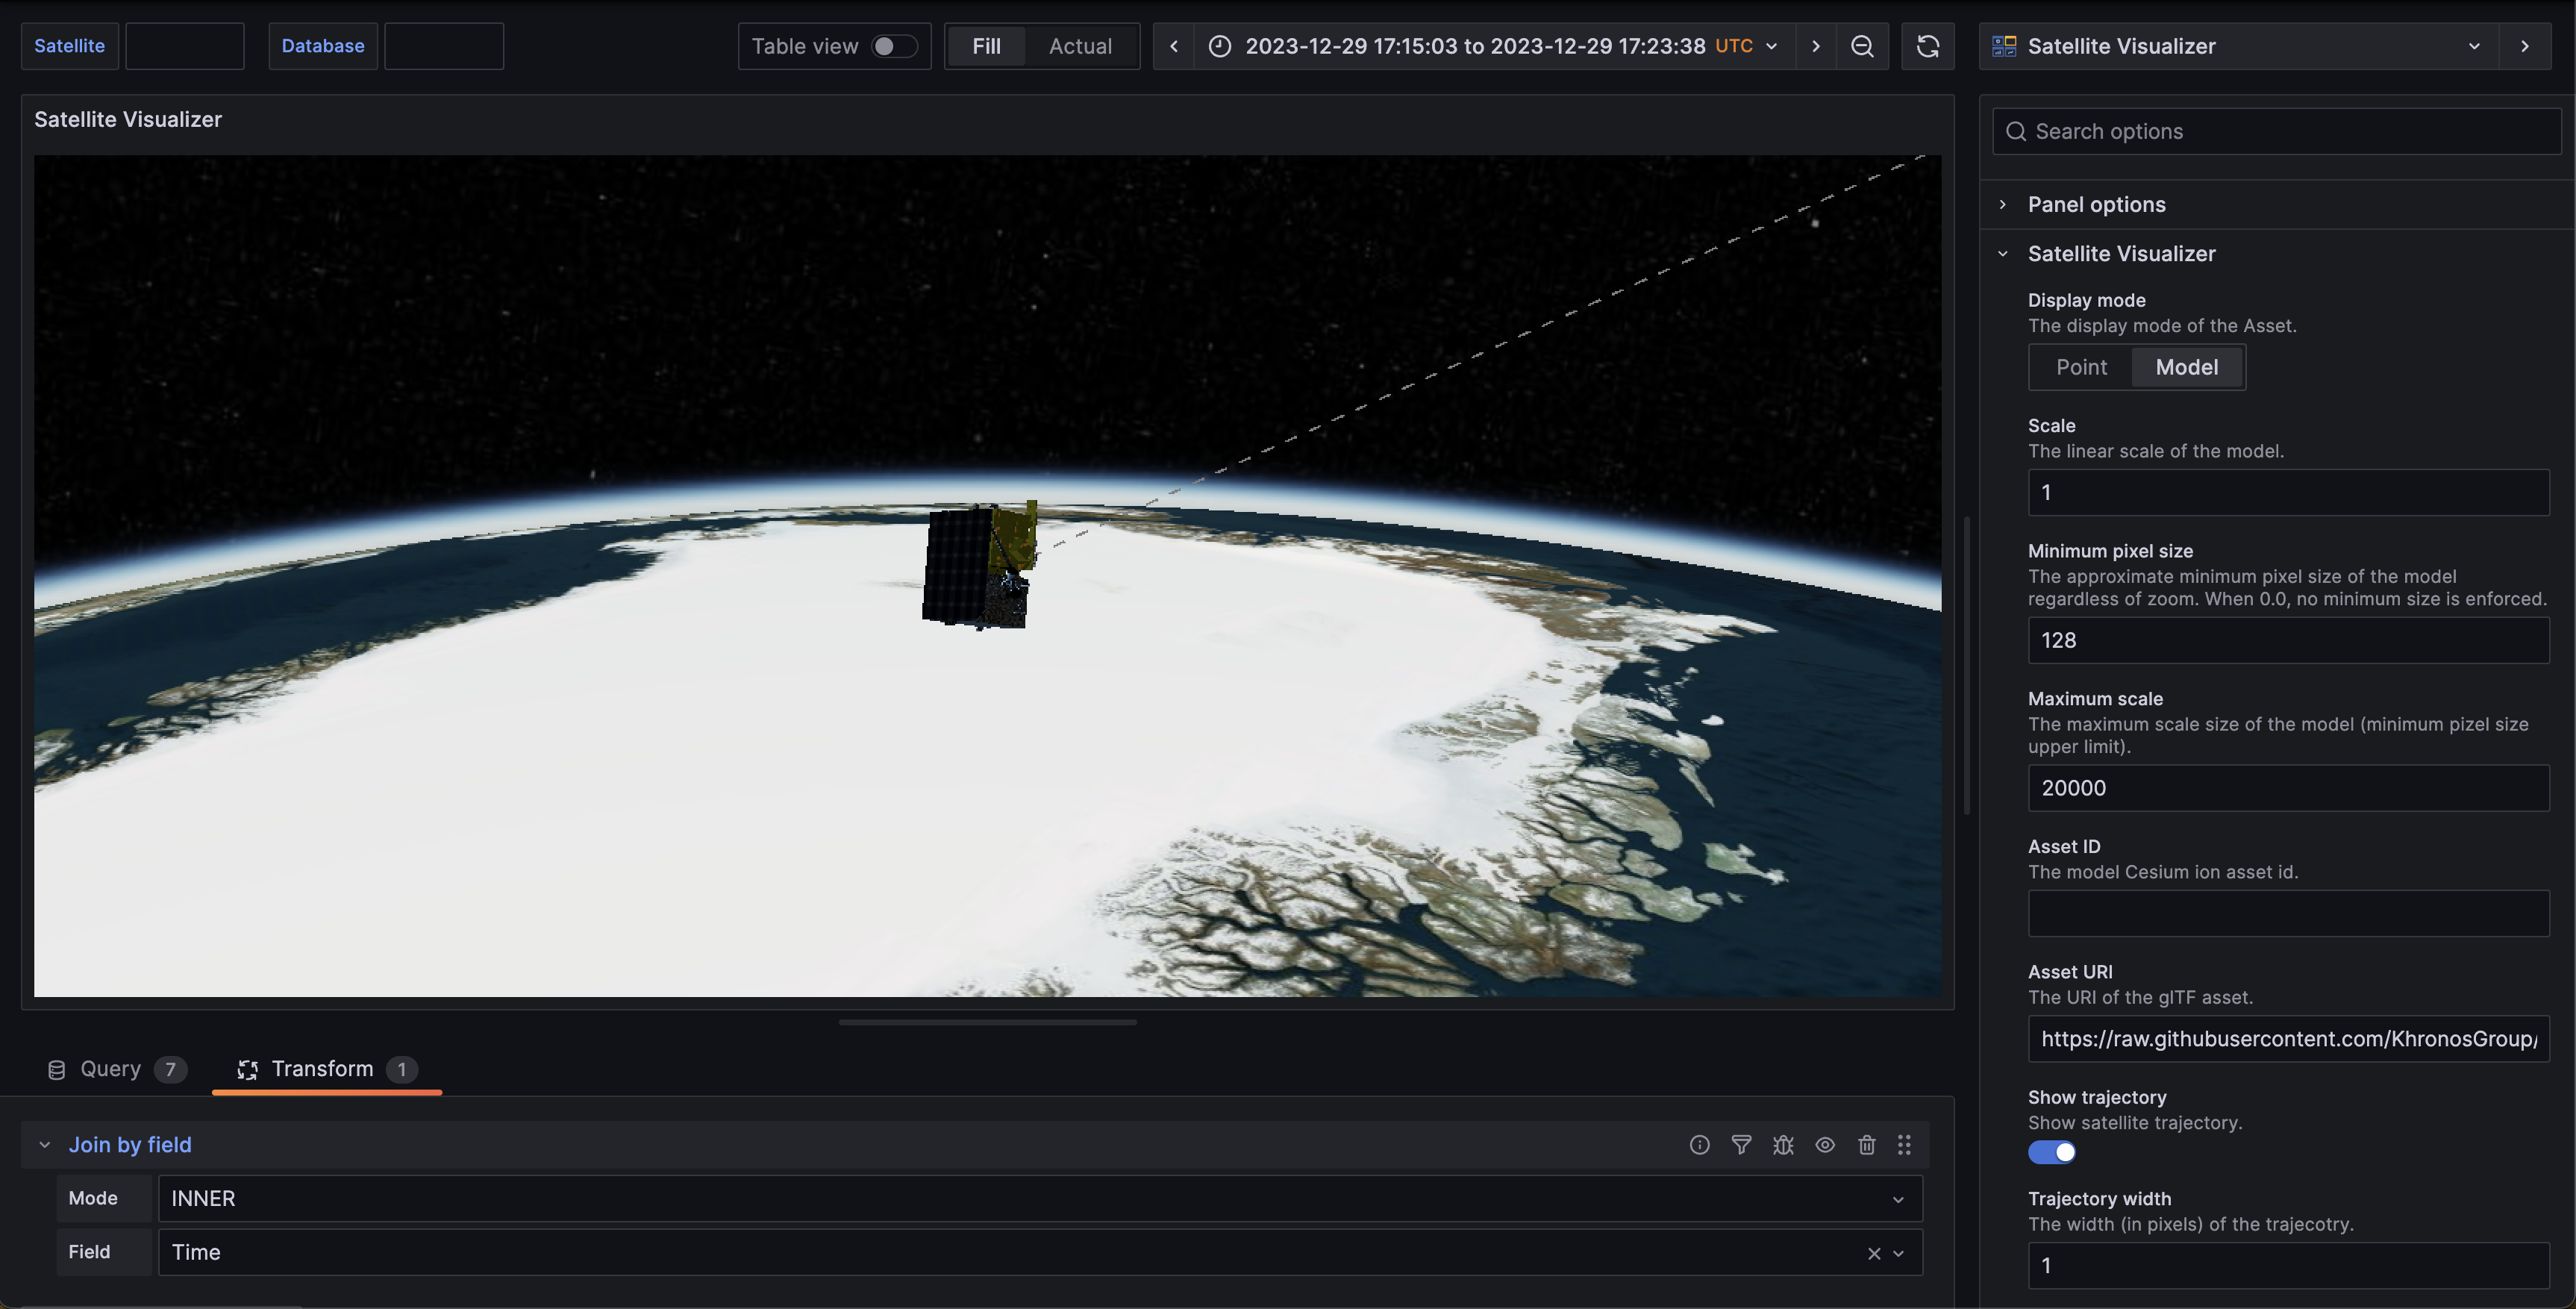 Satellite
Database
Table view
Fill
Actual
2023-12-29 17:15:03 to 2023-12-29 17:23:38 UTC
Satellite Visualizer
Satellite Visualizer
Search options
Panel options
Satellite Visualizer
Display mode
The display mode of the Asset.
Point
Model
Scale
The linear scale of the model.
1
Minimum pixel size
The approximate minimum pixel size of the model
regardless of zoom. When 0.0, no minimum size is enforced.
128
Maximum scale
The maximum scale size of the model (minimum pizel size
upper limit).
20000
Asset ID
The model Cesium ion asset id.
Asset URI
The URI of the glTF asset.
https://raw.githubusercontent.com/KhronosGroup/
Show trajectory
Show satellite trajectory.
Trajectory width
The width (in pixels) of the trajecotry.
1
Query 7
Transform 1
Join by field
Mode
INNER
Field
Time